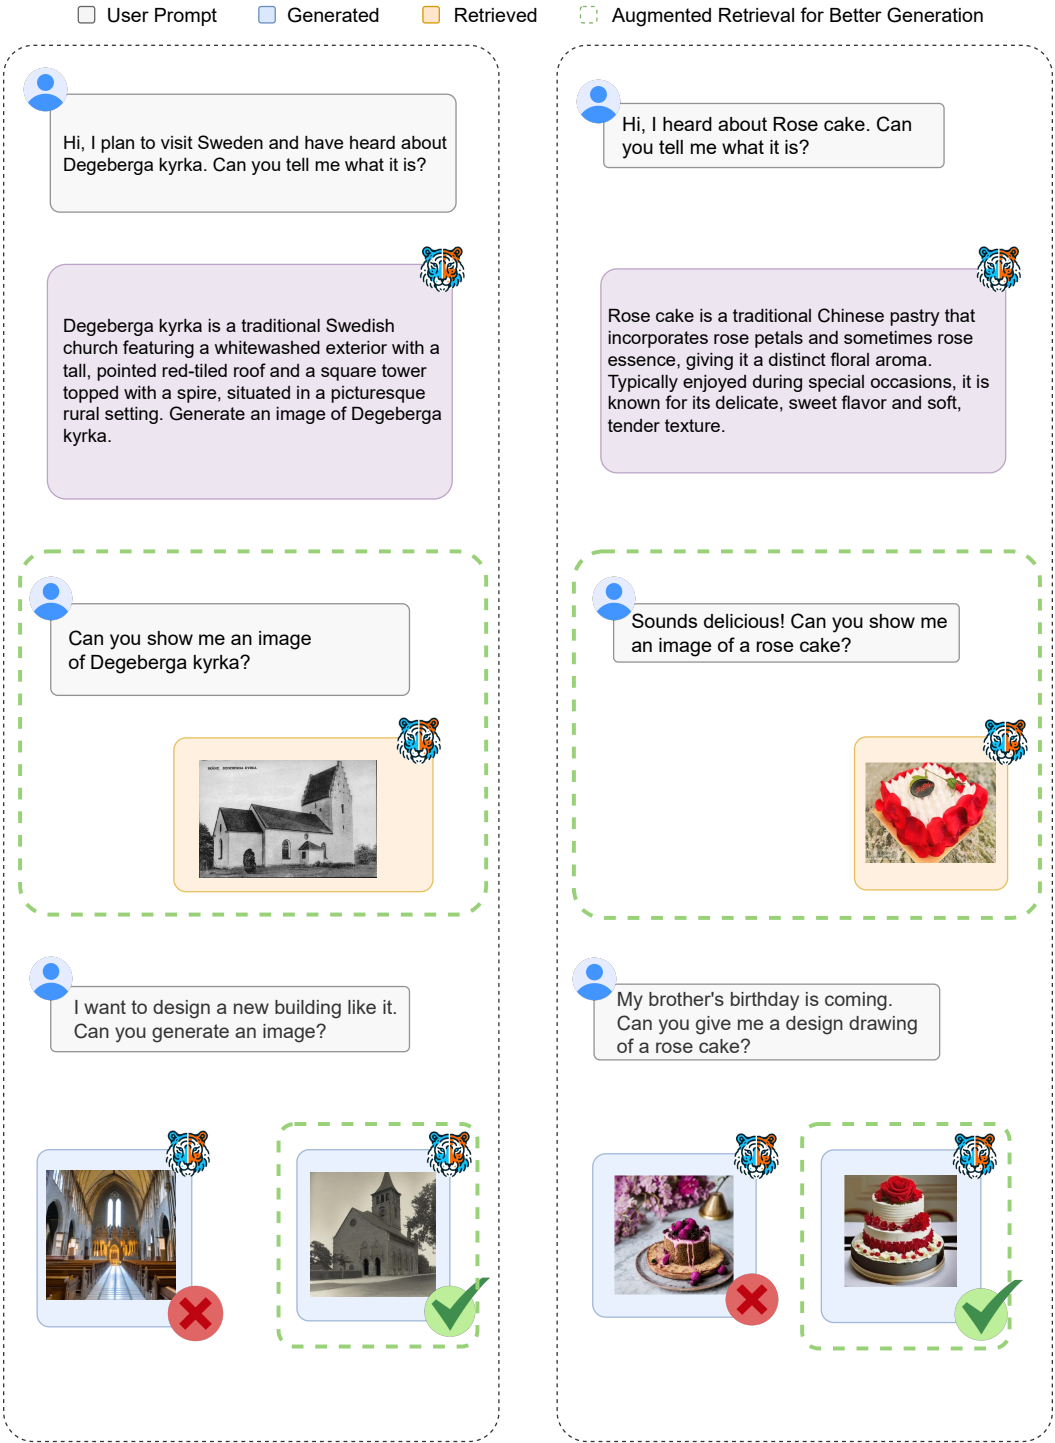 User Prompt
Generated
Retrieved
Augmented Retrieval for Better Generation
Hi, I plan to visit Sweden and have heard about
Degeberga kyrka. Can you tell me what it is?
Degeberga kyrka is a traditional Swedish
church featuring a whitewashed exterior with a
tall, pointed red-tiled roof and a square tower
topped with a spire, situated in a picturesque
rural setting. Generate an image of Degeberga
kyrka.
Can you show me an image
of Degeberga kyrka?
DEGEBERGA KYRKA
I want to design a new building like it.
Can you generate an image?
Hi, I heard about Rose cake. Can
you tell me what it is?
Rose cake is a traditional Chinese pastry that
incorporates rose petals and sometimes rose
essence, giving it a distinct floral aroma.
Typically enjoyed during special occasions, it is
known for its delicate, sweet flavor and soft,
tender texture.
Sounds delicious! Can you show me
an image of a rose cake?
My brother's birthday is coming.
Can you give me a design drawing
of a rose cake?